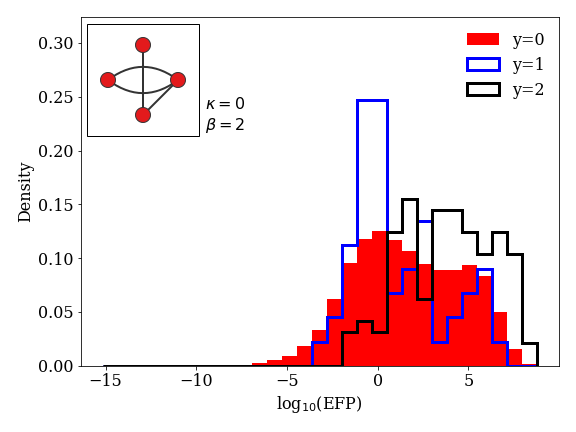 κ = 0
β = 2
y=0
y=1
y=2
Density
0.30
0.25
0.20
0.15
0.10
0.05
0.00
−15
−10
−5
0
5
log₁₀(EFP)